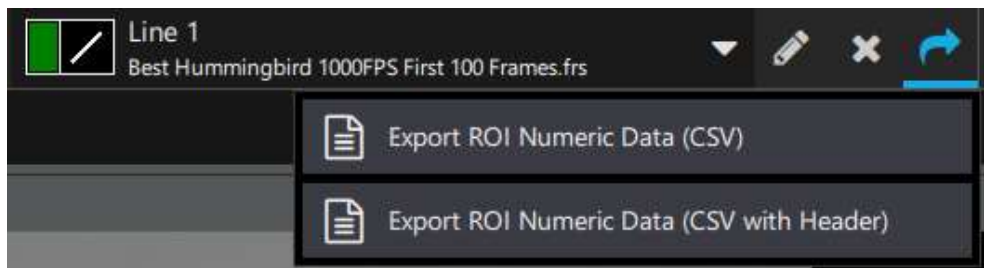 Line 1
Best Hummingbird 1000FPS First 100 Frames.frs
Export ROI Numeric Data (CSV)
Export ROI Numeric Data (CSV with Header)